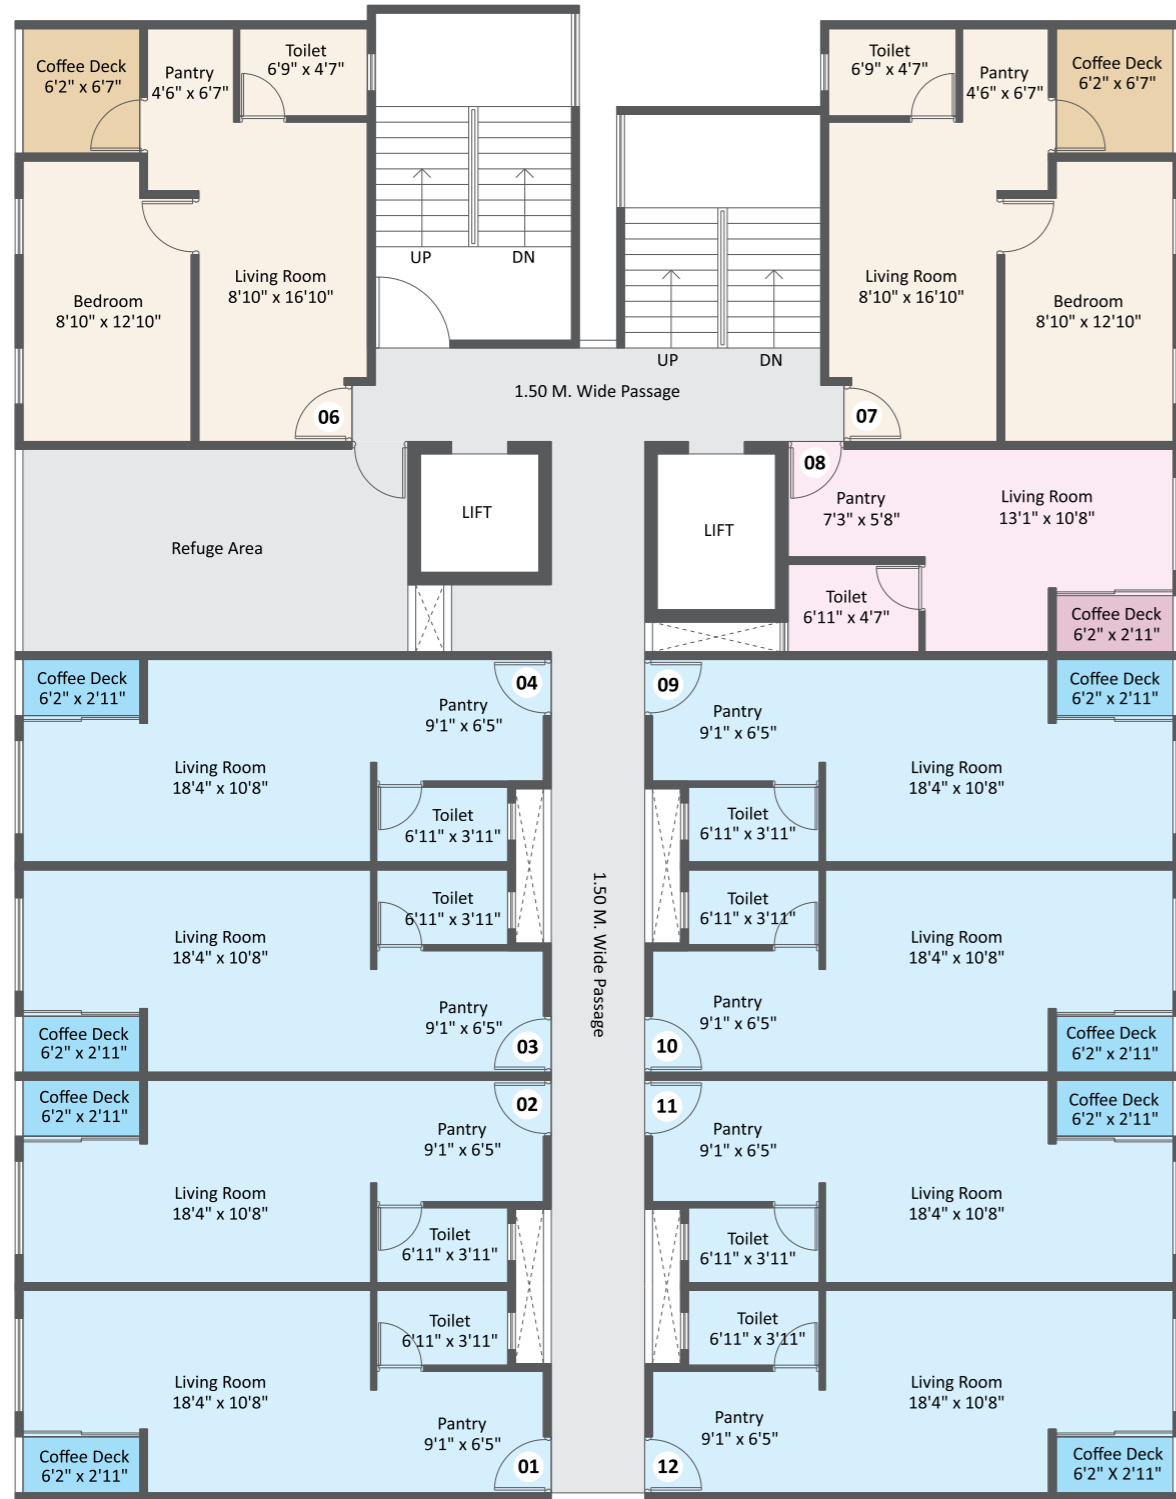 Coffee Deck
6'2" x 6'7"
Pantry
4'6" x 6'7"
Toilet
6'9" x 4'7"
Toilet
6'9" x 4'7"
Pantry
4'6" x 6'7"
Coffee Deck
6'2" x 6'7"
UP
DN
Living Room
8'10" x 16'10"
Bedroom
8'10" x 12'10"
Living Room
8'10" x 16'10"
Bedroom
8'10" x 12'10"
UP
DN
1.50 M. Wide Passage
06
07
08
Pantry
7'3" x 5'8"
Living Room
13'1" x 10'8"
LIFT
LIFT
Refuge Area
Toilet
6'11" x 4'7"
Coffee Deck
6'2" x 2'11"
Coffee Deck
6'2" x 2'11"
04
09
Coffee Deck
6'2" x 2'11"
Pantry
9'1" x 6'5"
Pantry
9'1" x 6'5"
Living Room
18'4" x 10'8"
Living Room
18'4" x 10'8"
Toilet
6'11" x 3'11"
Toilet
6'11" x 3'11"
1.50 M. Wide Passage
Toilet
6'11" x 3'11"
Toilet
6'11" x 3'11"
Living Room
18'4" x 10'8"
Living Room
18'4" x 10'8"
Pantry
9'1" x 6'5"
Pantry
9'1" x 6'5"
Coffee Deck
6'2" x 2'11"
03
10
Coffee Deck
6'2" x 2'11"
Coffee Deck
6'2" x 2'11"
02
11
Coffee Deck
6'2" x 2'11"
Pantry
9'1" x 6'5"
Pantry
9'1" x 6'5"
Living Room
18'4" x 10'8"
Living Room
18'4" x 10'8"
Toilet
6'11" x 3'11"
Toilet
6'11" x 3'11"
Toilet
6'11" x 3'11"
Toilet
6'11" x 3'11"
Living Room
18'4" x 10'8"
Living Room
18'4" x 10'8"
Pantry
9'1" x 6'5"
Pantry
9'1" x 6'5"
Coffee Deck
6'2" x 2'11"
01
12
Coffee Deck
6'2" X 2'11"